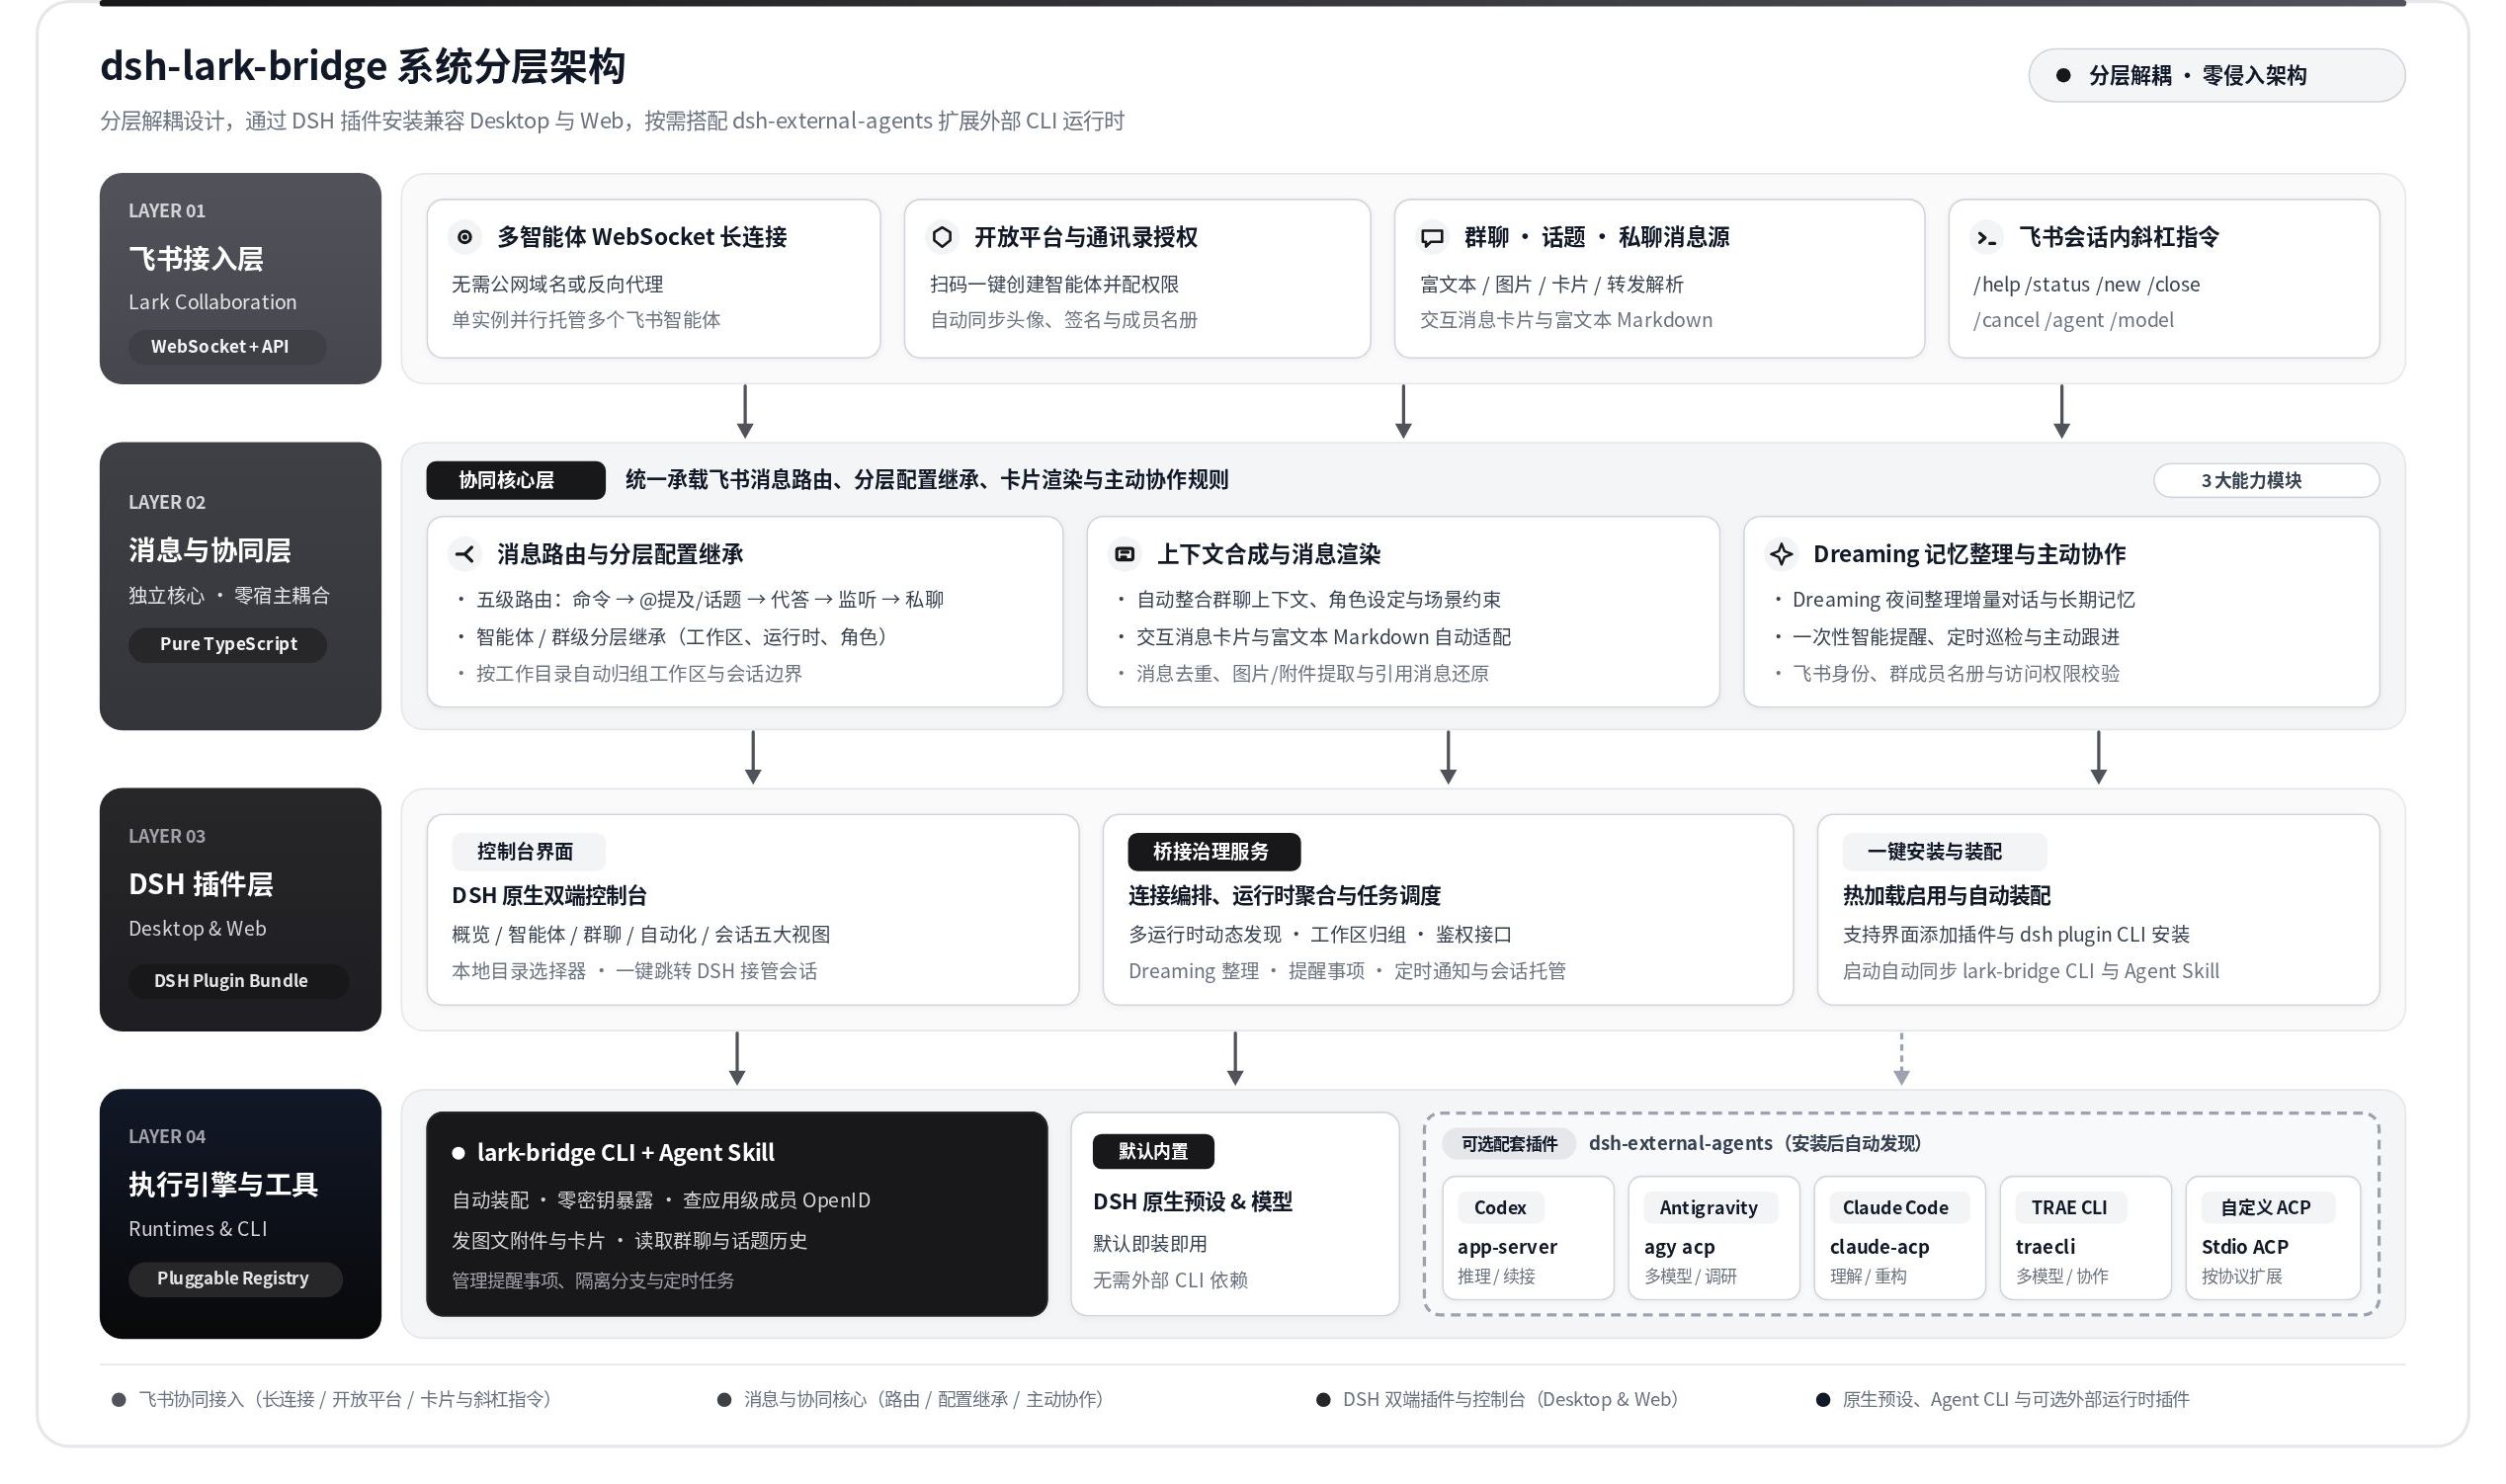 dsh-lark-bridge 系统分层架构
分层解耦 · 零侵入架构
分层解耦设计，通过 DSH 插件安装兼容 Desktop 与 Web，按需搭配 dsh-external-agents 扩展外部 CLI 运行时
LAYER 01
飞书接入层
Lark Collaboration
WebSocket + API
多智能体 WebSocket 长连接
无需公网域名或反向代理
单实例并行托管多个飞书智能体
开放平台与通讯录授权
扫码一键创建智能体并配权限
自动同步头像、签名与成员名册
群聊 · 话题 · 私聊消息源
富文本 / 图片 / 卡片 / 转发解析
交互消息卡片与富文本 Markdown
飞书会话内斜杠指令
/help /status /new /close
/cancel /agent /model
LAYER 02
消息与协同层
独立核心 · 零宿主耦合
Pure TypeScript
协同核心层
统一承载飞书消息路由、分层配置继承、卡片渲染与主动协作规则
3 大能力模块
消息路由与分层配置继承
· 五级路由：命令 → @提及/话题 → 代答 → 监听 → 私聊
· 智能体 / 群级分层继承（工作区、运行时、角色）
· 按工作目录自动归组工作区与会话边界
上下文合成与消息渲染
· 自动整合群聊上下文、角色设定与场景约束
· 交互消息卡片与富文本 Markdown 自动适配
· 消息去重、图片/附件提取与引用消息还原
Dreaming 记忆整理与主动协作
· Dreaming 夜间整理增量对话与长期记忆
· 一次性智能提醒、定时巡检与主动跟进
· 飞书身份、群成员名册与访问权限校验
LAYER 03
DSH 插件层
Desktop & Web
DSH Plugin Bundle
控制台界面
DSH 原生双端控制台
概览 / 智能体 / 群聊 / 自动化 / 会话五大视图
本地目录选择器 · 一键跳转 DSH 接管会话
桥接治理服务
连接编排、运行时聚合与任务调度
多运行时动态发现 · 工作区归组 · 鉴权接口
Dreaming 整理 · 提醒事项 · 定时通知与会话托管
一键安装与装配
热加载启用与自动装配
支持界面添加插件与 dsh plugin CLI 安装
启动自动同步 lark-bridge CLI 与 Agent Skill
LAYER 04
执行引擎与工具
Runtimes & CLI
Pluggable Registry
lark-bridge CLI + Agent Skill
自动装配 · 零密钥暴露 · 查应用级成员 OpenID
发图文附件与卡片 · 读取群聊与话题历史
管理提醒事项、隔离分支与定时任务
默认内置
DSH 原生预设 & 模型
默认即装即用
无需外部 CLI 依赖
可选配套插件
dsh-external-agents（安装后自动发现）
Codex
app-server
推理 / 续接
Antigravity
agy acp
多模型 / 调研
Claude Code
claude-acp
理解 / 重构
TRAE CLI
traecli
多模型 / 协作
自定义 ACP
Stdio ACP
按协议扩展
飞书协同接入（长连接 / 开放平台 / 卡片与斜杠指令）
消息与协同核心（路由 / 配置继承 / 主动协作）
DSH 双端插件与控制台（Desktop & Web）
原生预设、Agent CLI 与可选外部运行时插件